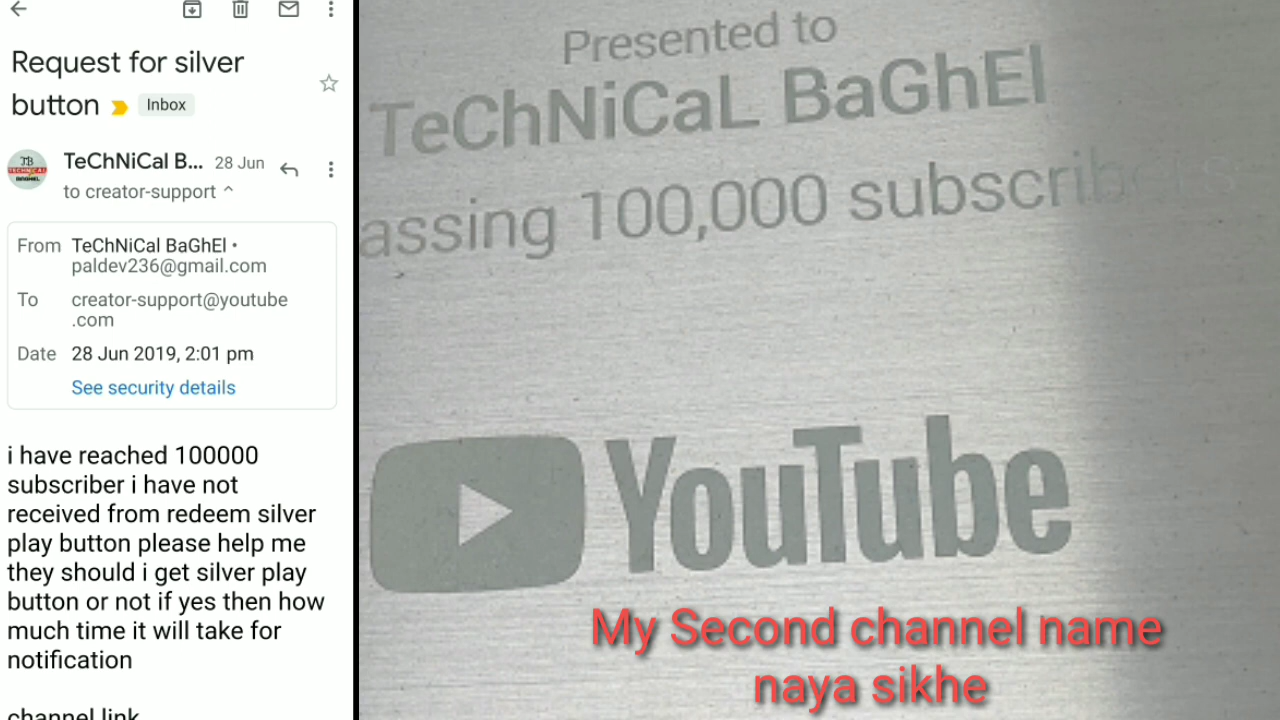 Request for silver
button Inbox
TeChNiCal B... 28 Jun
to creator-support
From TeChNiCal BaGhEl •
paldev236@gmail.com
To creator-support@youtube
.com
Date 28 Jun 2019, 2:01 pm
See security details
i have reached 100000
subscriber i have not
received from redeem silver
play button please help me
they should i get silver play
button or not if yes then how
much time it will take for
notification
channel link
Presented to
TeChNiCaL BaGhEl
assing 100,000 subscribers
YouTube
My Second channel name
naya sikhe